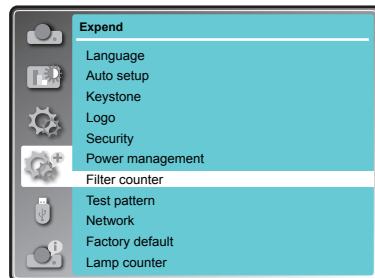 Expend
Language
Auto setup
Keystone
Logo
Security
Power management
Filter counter
Test pattern
Network
Factory default
Lamp counter